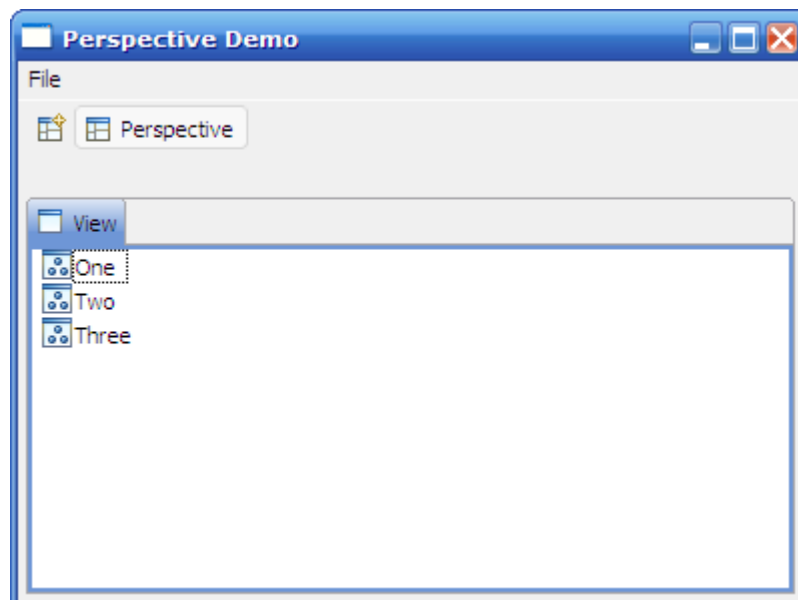 Perspective Demo
File
Perspective
View
One
Two
Three